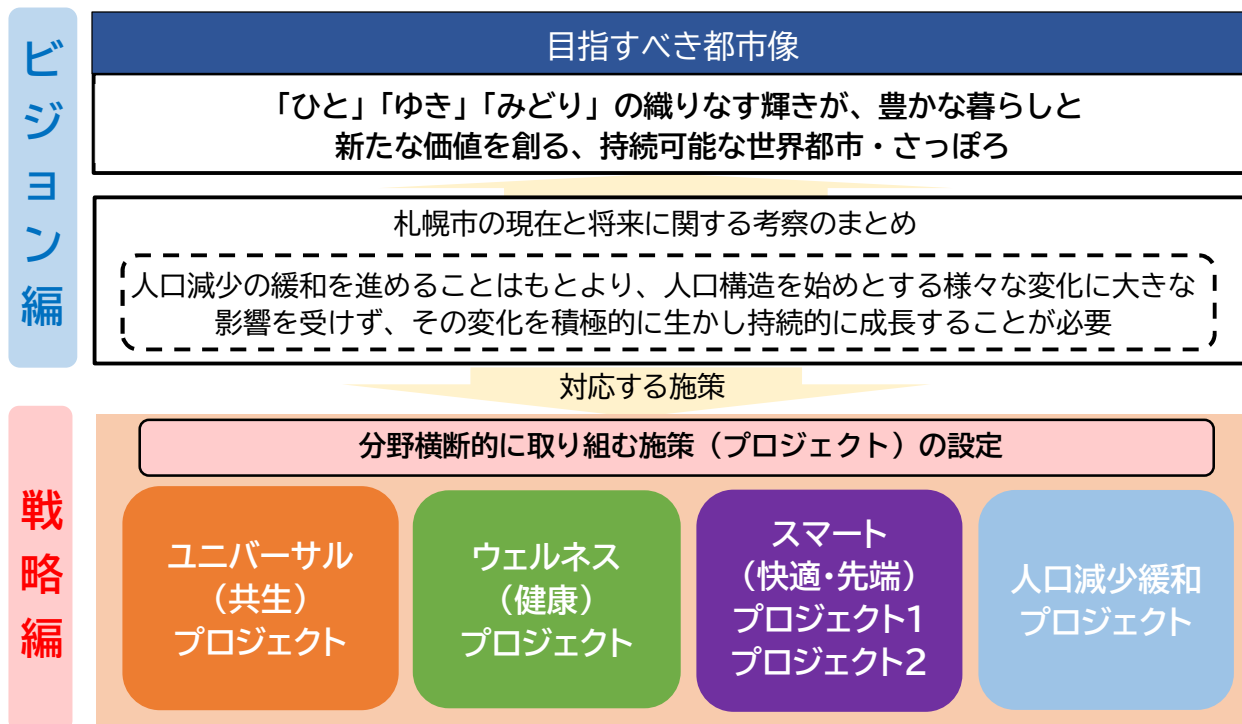 ビジョン編
目指すべき都市像
「ひと」「ゆき」「みどり」の織りなす輝きが、豊かな暮らしと
新たな価値を創る、持続可能な世界都市・さっぽろ
札幌市の現在と将来に関する考察のまとめ
人口減少の緩和を進めることはもとより、人口構造を始めとする様々な変化に大きな
影響を受けず、その変化を積極的に生かし持続的に成長することが必要
対応する施策
戦略編
分野横断的に取り組む施策（プロジェクト）の設定
ユニバーサル
（共生）
プロジェクト
ウェルネス
（健康）
プロジェクト
スマート
（快適・先端）
プロジェクト1
プロジェクト2
人口減少緩和
プロジェクト